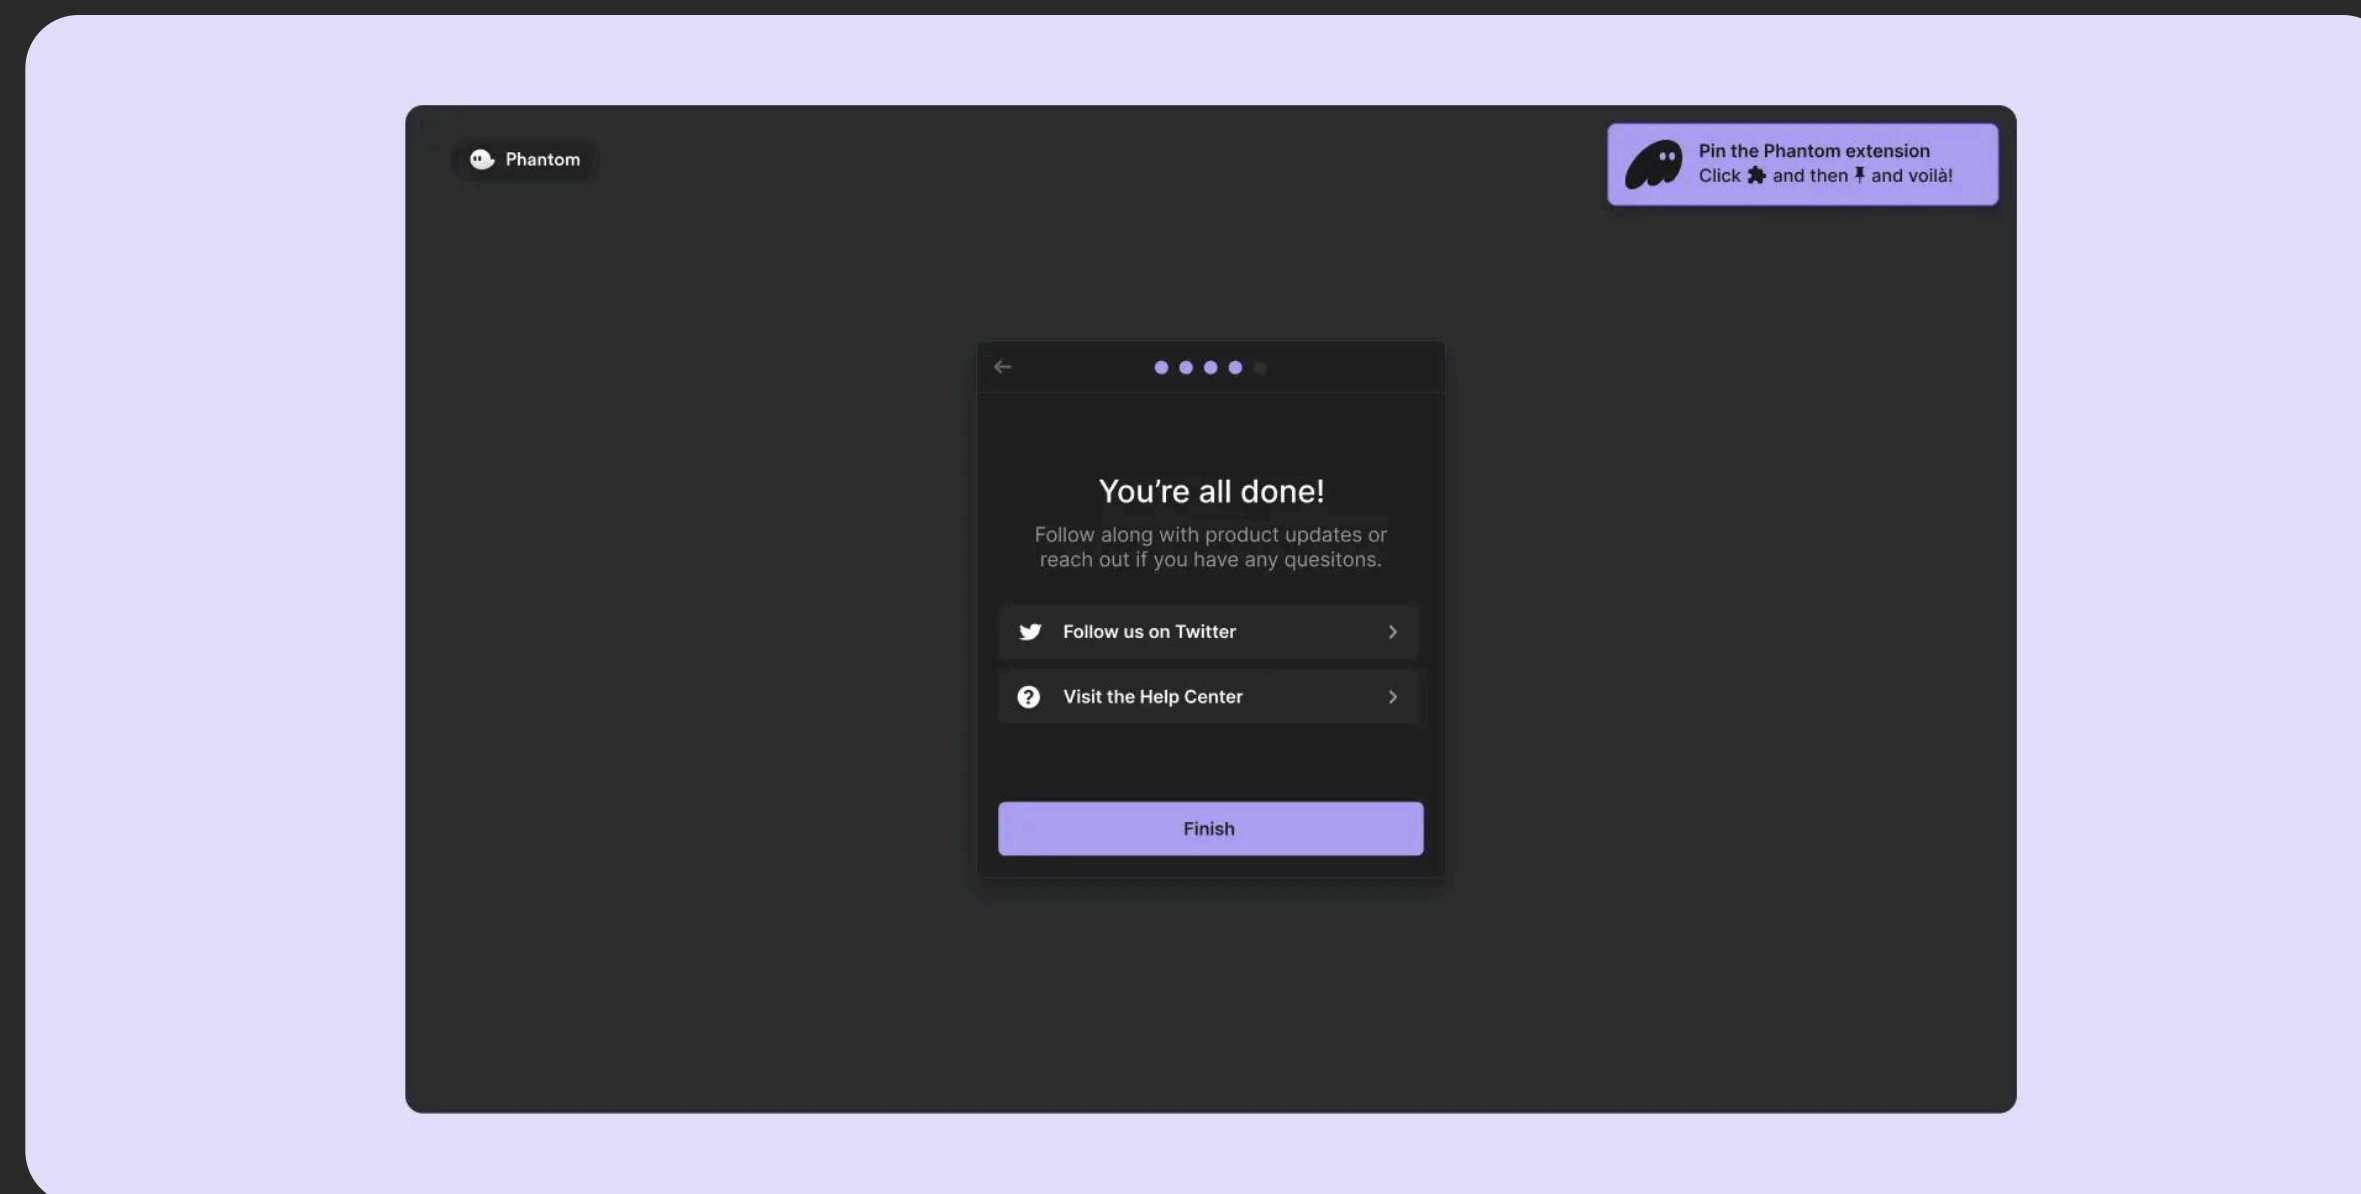 Phantom
Pin the Phantom extension
Click and then and voilà!
You’re all done!
Follow along with product updates or
reach out if you have any quesitons.
Follow us on Twitter
Visit the Help Center
Finish